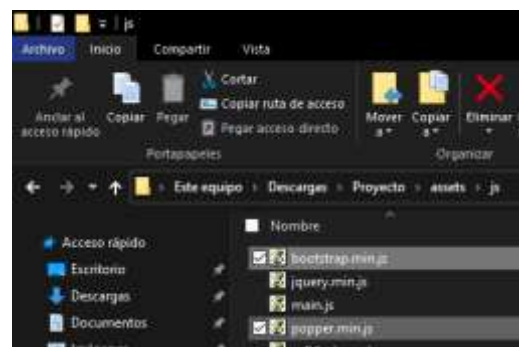 js
Archivo Inicio Compartir Vista
Anclar al acceso rápido
Copiar
Pegar
Cortar
Copiar ruta de acceso
Pegar acceso directo
Mover a
Copiar a
Eliminar
Portapapeles
Organizar
Este equipo › Descargas › Proyecto › assets › js
Nombre
Acceso rápido
Escritorio
Descargas
Documentos
bootstrap.min.js
jquery.min.js
main.js
popper.min.js